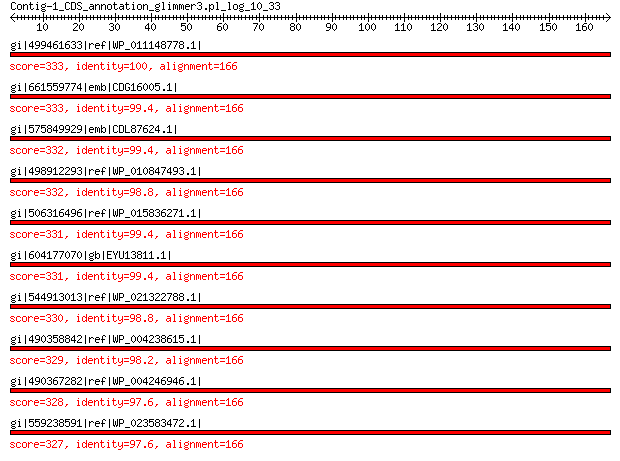 Contig-1_CDS_annotation_glimmer3.pl_log_10_33
10 20 30 40 50 60 70 80 90 100 110 120 130 140 150 160
gi|499461633|ref|WP_011148778.1|
score=333, identity=100, alignment=166
gi|661559774|emb|CDG16005.1|
score=333, identity=99.4, alignment=166
gi|575849929|emb|CDL87624.1|
score=332, identity=99.4, alignment=166
gi|498912293|ref|WP_010847493.1|
score=332, identity=98.8, alignment=166
gi|506316496|ref|WP_015836271.1|
score=331, identity=99.4, alignment=166
gi|604177070|gb|EYU13811.1|
score=331, identity=99.4, alignment=166
gi|544913013|ref|WP_021322788.1|
score=330, identity=98.8, alignment=166
gi|490358842|ref|WP_004238615.1|
score=329, identity=98.2, alignment=166
gi|490367282|ref|WP_004246946.1|
score=328, identity=97.6, alignment=166
gi|559238591|ref|WP_023583472.1|
score=327, identity=97.6, alignment=166